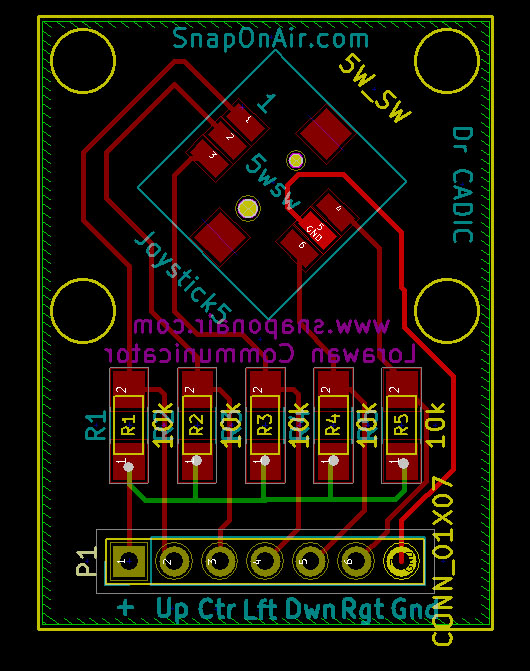 SnapOnAir.com
5W_SW
1
1
2
3
Dr CADIC
5wsw
4
5
GND
6
Joystick5
www.snaponair.com
Lorawan Communicator
2 2 2 2 2
R1 R1 10k R2 10k R3 10k R4 10k R5 10k
1 1 1 1 1
CONN_01X07
P1
1 2 3 4 5 6
+ Up Ctr Lft Dwn Rgt Gnd